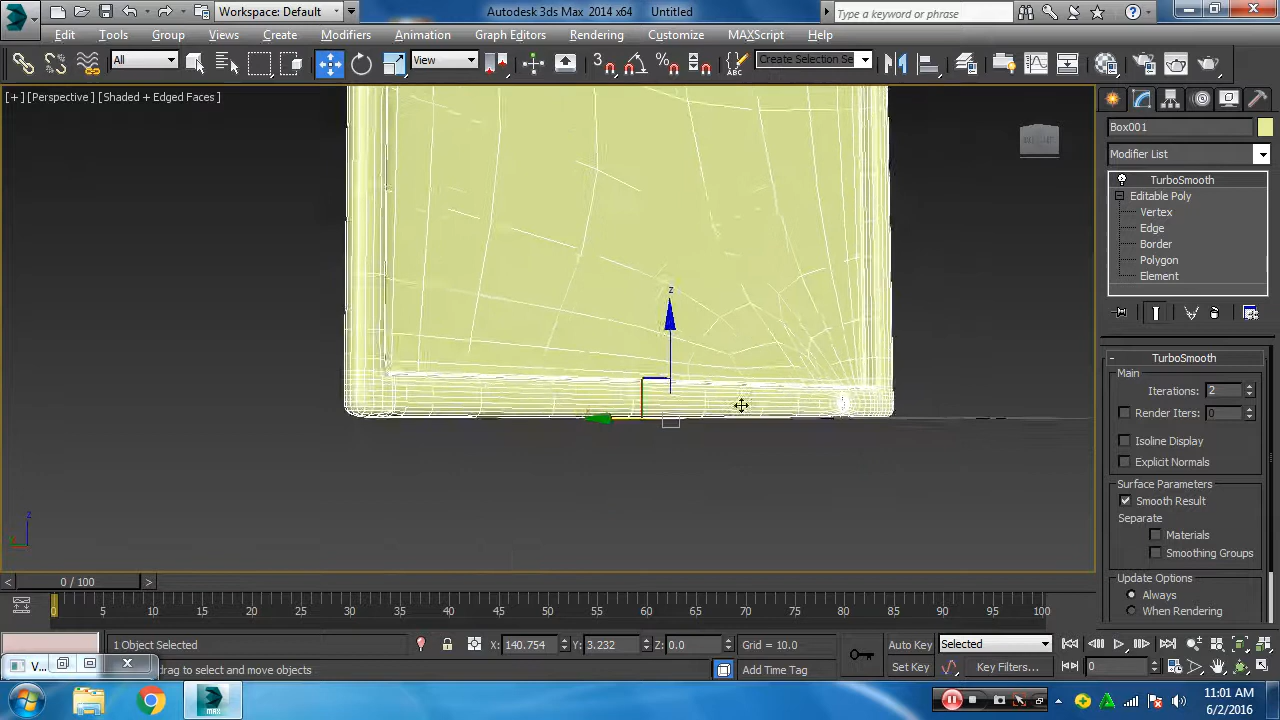 Workspace: Default
Autodesk 3ds Max 2014 x64 Untitled
Type a keyword or phrase
Edit Tools Group Views Create Modifiers Animation Graph Editors Rendering Customize MAXScript Help
All
View
3
Create Selection Se
[+] [Perspective] [Shaded + Edged Faces]
Box001
Modifier List
TurboSmooth
Editable Poly
Vertex
Edge
Border
Polygon
Element
z
TurboSmooth
Main
Iterations: 2
Render Iters: 0
Isoline Display
Explicit Normals
Surface Parameters
Smooth Result
Separate
Materials
Smoothing Groups
Update Options
Always
When Rendering
z
0 / 100
0 5 10 15 20 25 30 35 40 45 50 55 60 65 70 75 80 85 90 95 100
1 Object Selected
X: 140.754 Y: 3.232 Z: 0.0
Grid = 10.0
Auto Key Selected
V...
drag to select and move objects
Add Time Tag
Set Key Key Filters...
0
MAX
11:01 AM
6/2/2016